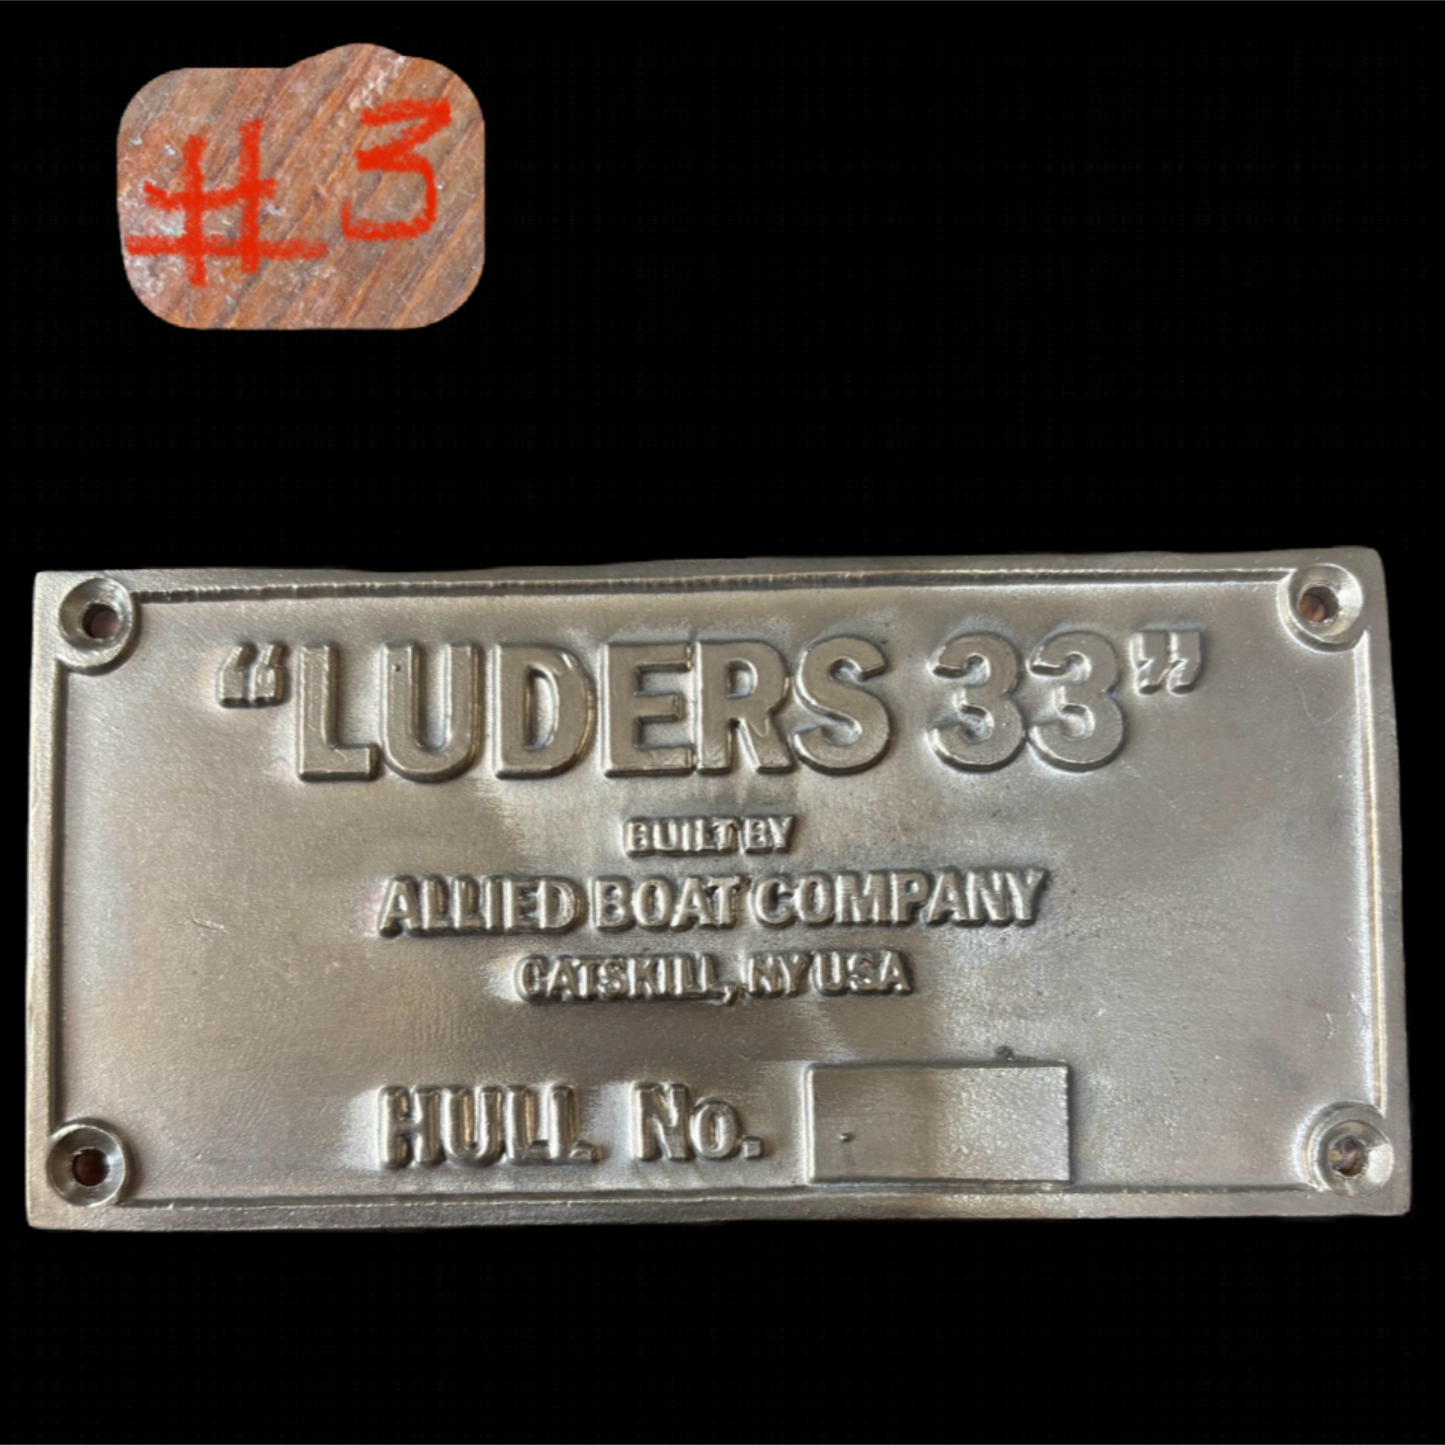 #3
“LUDERS 33”
BUILT BY
ALLIED BOAT COMPANY
CATSKILL, NY USA
HULL No.